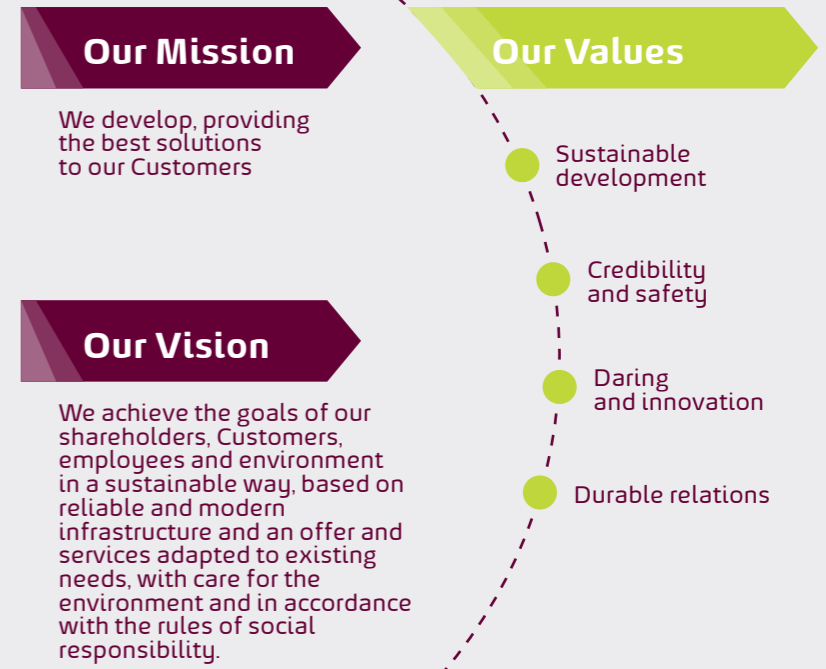 Our Mission
We develop, providing
the best solutions
to our Customers
Our Vision
We achieve the goals of our
shareholders, Customers,
employees and environment
in a sustainable way, based on
reliable and modern
infrastructure and an offer and
services adapted to existing
needs, with care for the
environment and in accordance
with the rules of social
responsibility.
Our Values
Sustainable
development
Credibility
and safety
Daring
and innovation
Durable relations